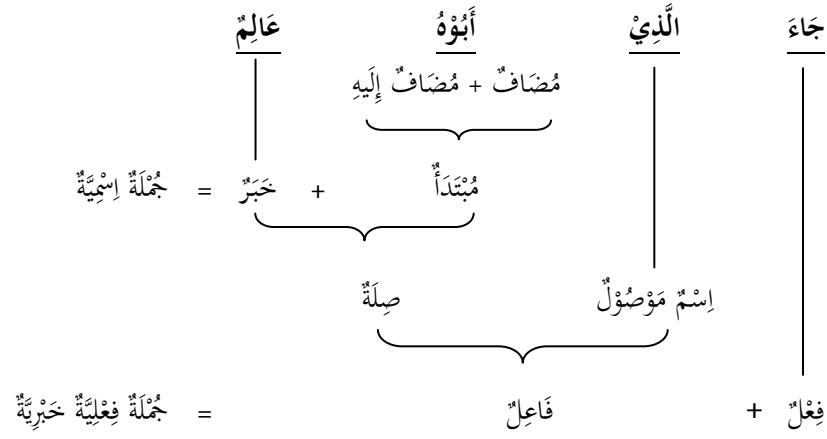 جَاءَ الَّذِيْ أَبُوْهُ عَالِمٌ
مُضَافٌ + مُضَافٌ إِلَيهِ
مُبْتَدَأٌ + خَبَرٌ = جُمْلَةٌ اِسْمِيَّةٌ
اِسْمٌ مَوْصُوْلٌ صِلَةٌ
فِعْلٌ + فَاعِلٌ = جُمْلَةٌ فِعْلِيَّةٌ خَبْرِيَّةٌ